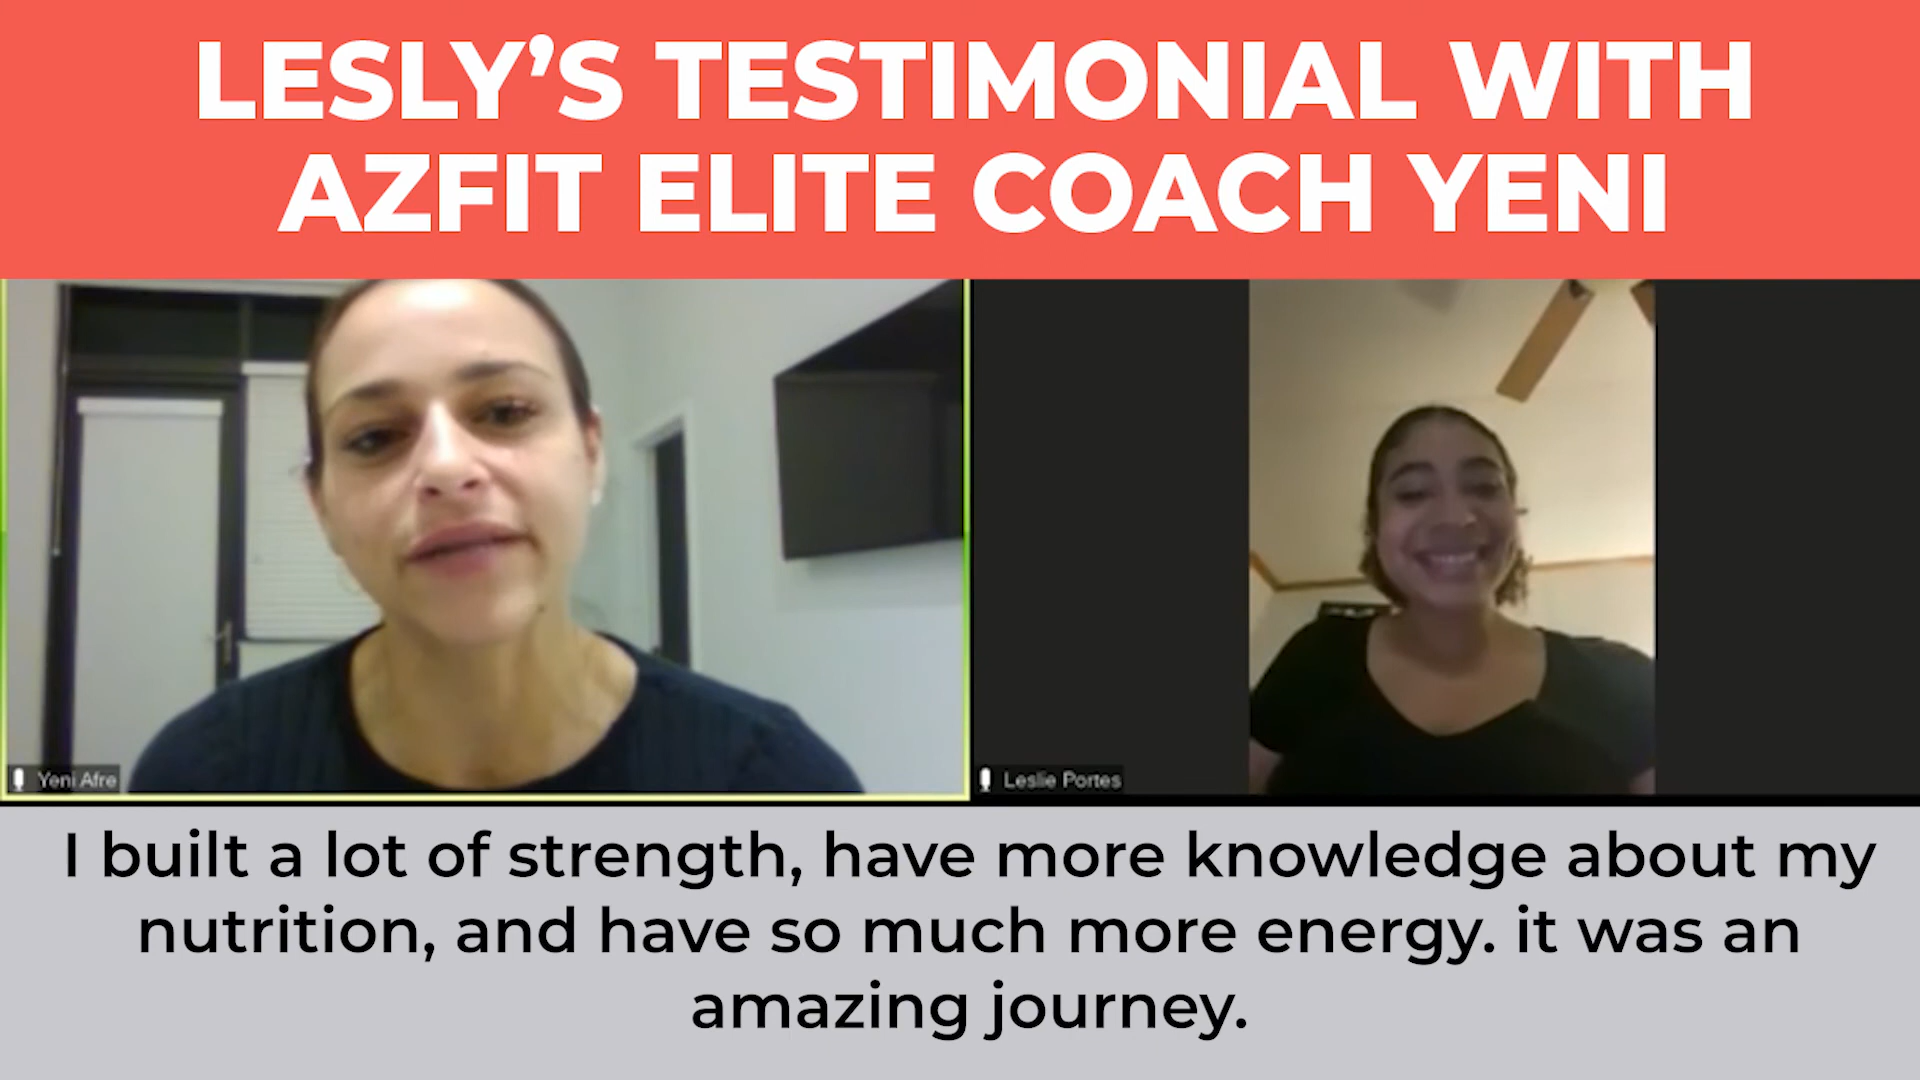 LESLY'S TESTIMONIAL WITH
AZFIT ELITE COACH YENI
Yeni Afre
Leslie Portes
I built a lot of strength, have more knowledge about my
nutrition, and have so much more energy. it was an
amazing journey.